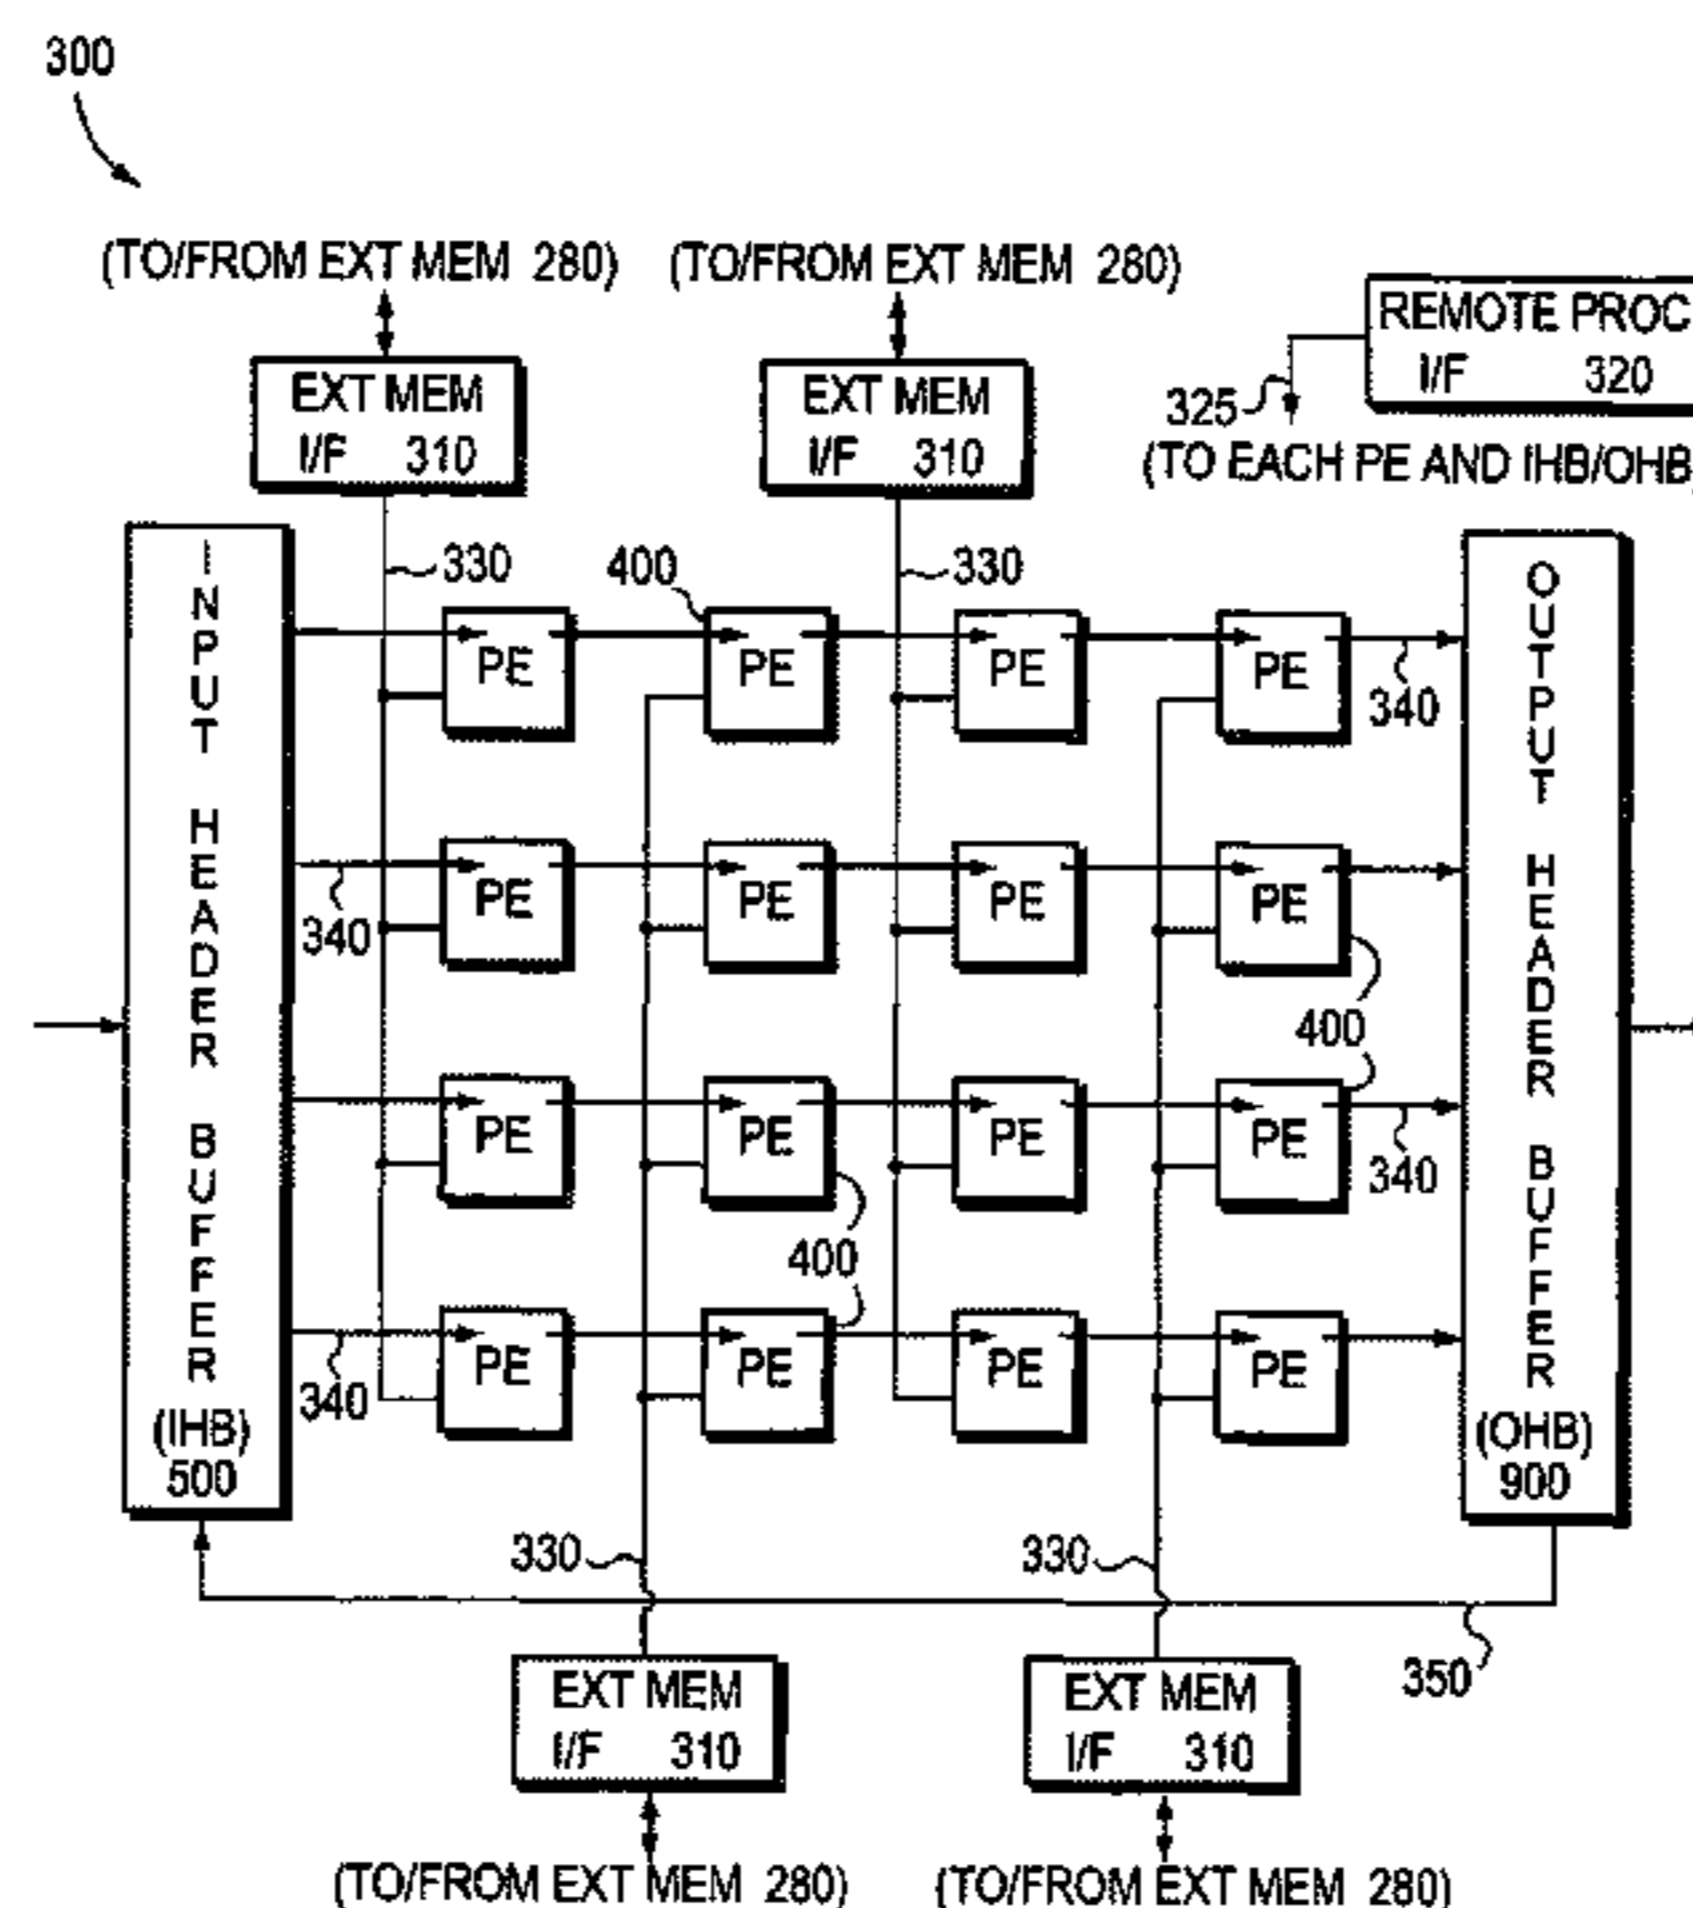 300
(TO/FROM EXT MEM 280)
(TO/FROM EXT MEM 280)
REMOTE PROC
I/F 320
EXT MEM
I/F 310
EXT MEM
I/F 310
325
(TO EACH PE AND IHB/OHB
330
400
330
INPUT HEADER BUFFER
(IHB)
500
OUTPUT HEADER BUFFER
(OHB)
900
PE
PE
PE
PE
340
PE
PE
PE
PE
340
400
PE
PE
PE
PE
340
400
PE
PE
PE
PE
340
330
330
350
EXT MEM
I/F 310
EXT MEM
I/F 310
(TO/FROM EXT MEM 280)
(TO/FROM EXT MEM 280)